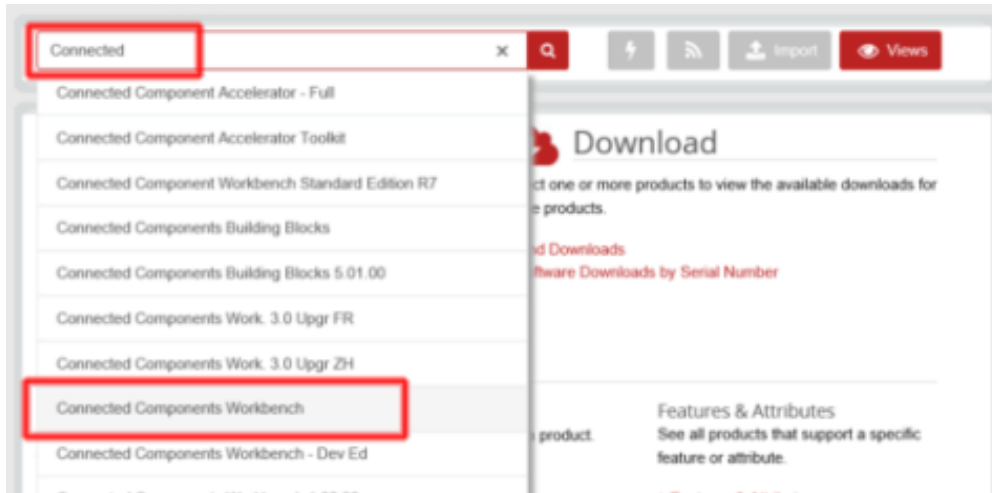 Connected
Import
Views
Connected Component Accelerator - Full
Connected Component Accelerator Toolkit
Connected Component Workbench Standard Edition R7
Connected Components Building Blocks
Connected Components Building Blocks 5.01.00
Connected Components Work. 3.0 Upgr FR
Connected Components Work. 3.0 Upgr ZH
Connected Components Workbench
Connected Components Workbench - Dev Ed
Download
one or more products to view the available downloads for
products.
Downloads
Downloads by Serial Number
product.
Features & Attributes
See all products that support a specific
feature or attribute.